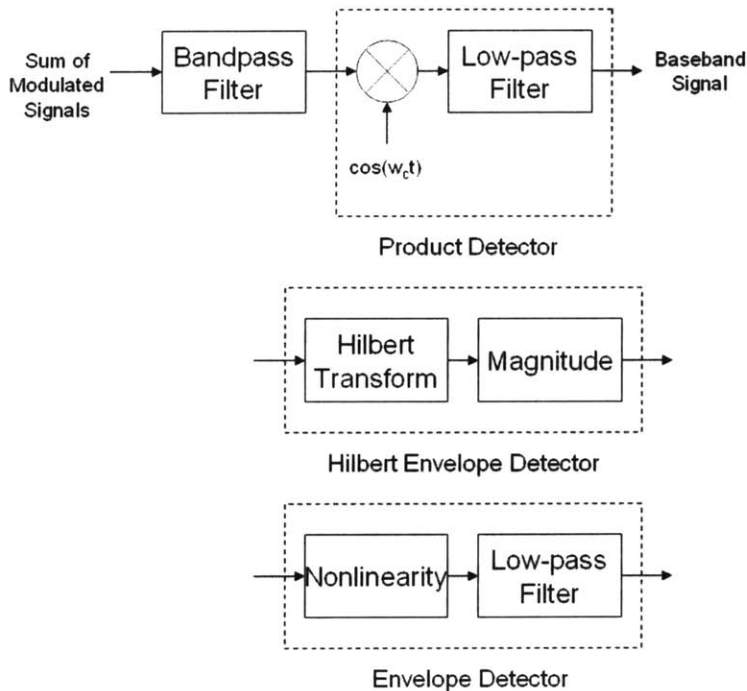 Sum of
Modulated
Signals
Bandpass
Filter
Low-pass
Filter
Baseband
Signal
cos(w_ct)
Product Detector
Hilbert
Transform
Magnitude
Hilbert Envelope Detector
Nonlinearity
Low-pass
Filter
Envelope Detector